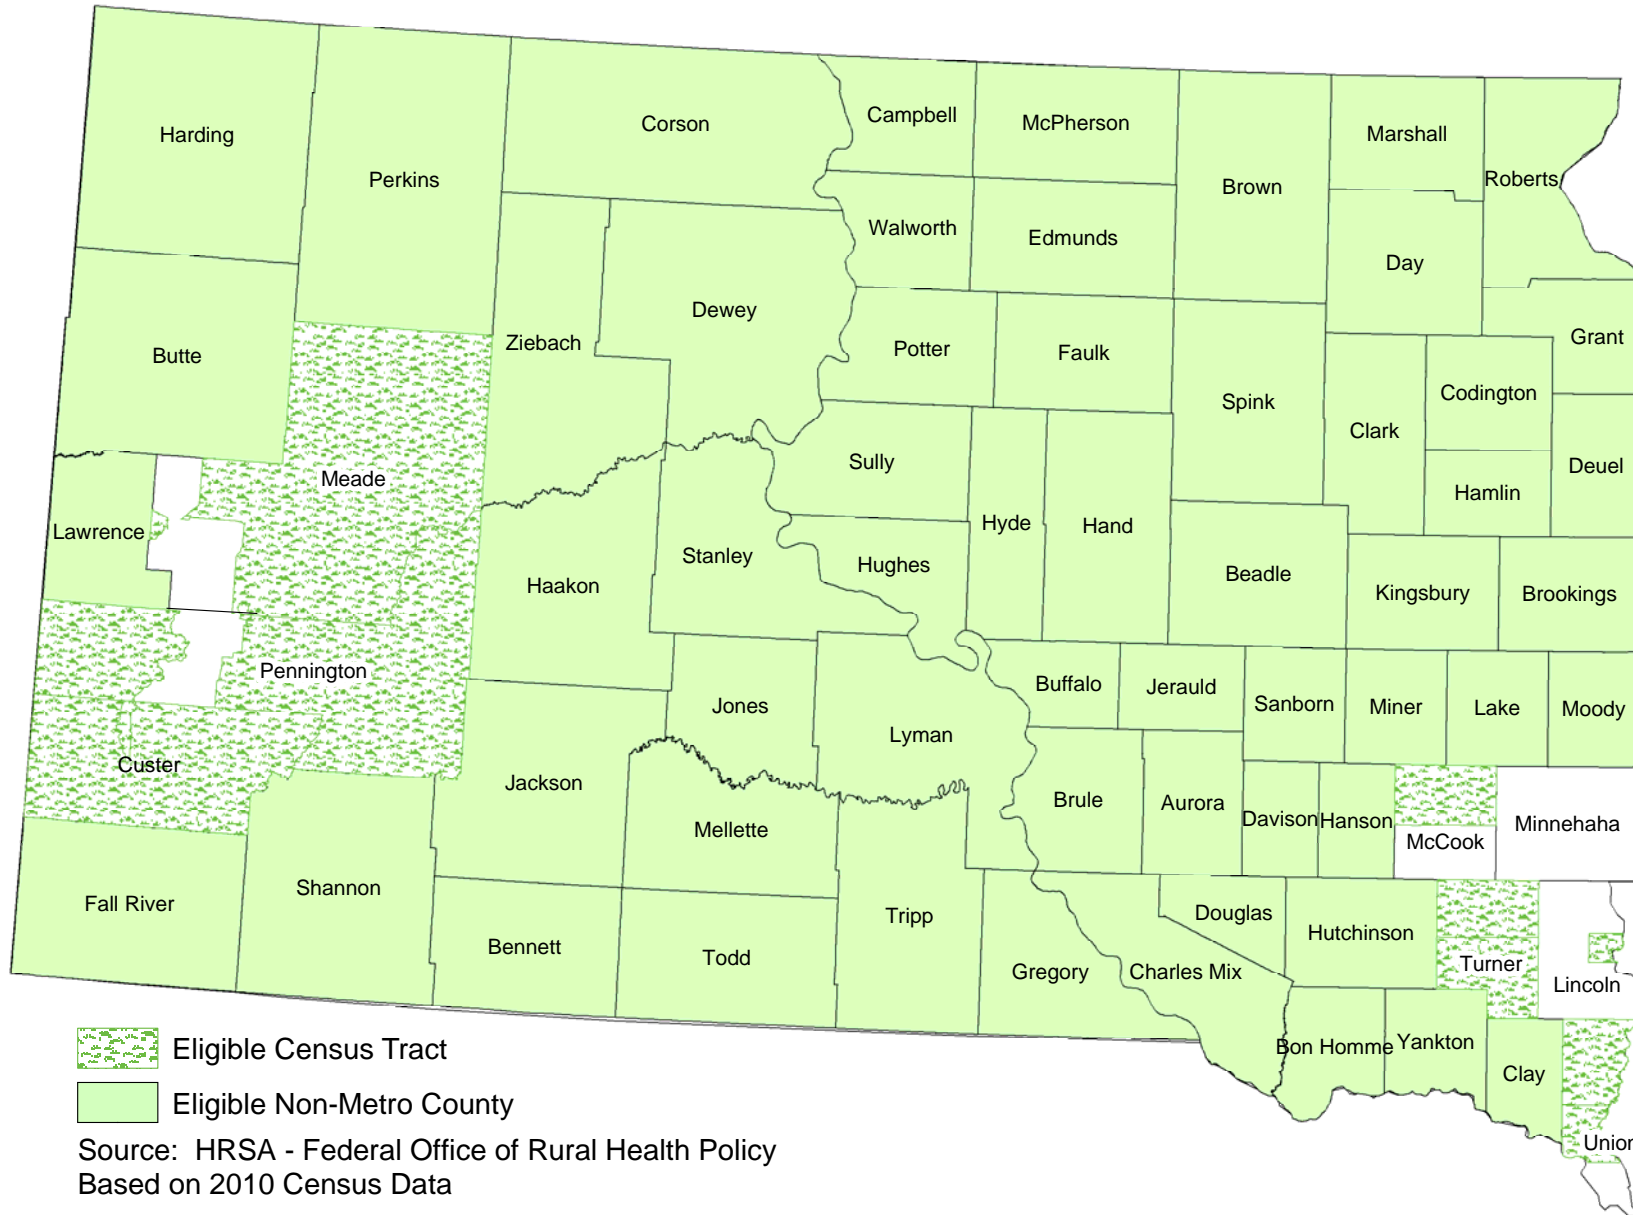 Harding
Perkins
Corson
Campbell
McPherson
Brown
Marshall
Roberts
Walworth
Edmunds
Day
Butte
Ziebach
Dewey
Potter
Faulk
Spink
Clark
Codington
Grant
Meade
Sully
Hyde
Hand
Hamlin
Deuel
Lawrence
Haakon
Stanley
Hughes
Beadle
Kingsbury
Brookings
Pennington
Jones
Lyman
Buffalo
Jerauld
Sanborn
Miner
Lake
Moody
Custer
Jackson
Mellette
Brule
Aurora
Davison
Hanson
McCook
Minnehaha
Fall River
Shannon
Bennett
Todd
Tripp
Gregory
Charles Mix
Douglas
Hutchinson
Turner
Lincoln
Bon Homme
Yankton
Clay
Union
Eligible Census Tract
Eligible Non-Metro County
Source: HRSA - Federal Office of Rural Health Policy
Based on 2010 Census Data